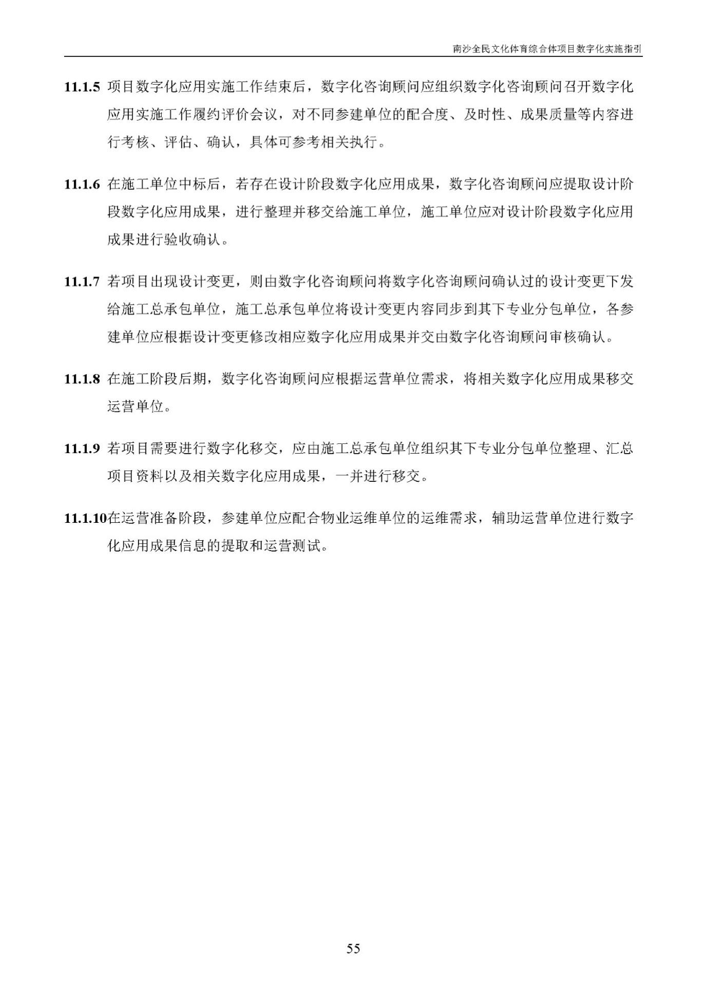 南沙全民文化体育综合体项目数字化实施指引
11.1.5 项目数字化应用实施工作结束后，数字化咨询顾问应组织数字化咨询顾问召开数字化
应用实施工作履约评价会议，对不同参建单位的配合度、及时性、成果质量等内容进
行考核、评估、确认，具体可参考相关执行。
11.1.6 在施工单位中标后，若存在设计阶段数字化应用成果，数字化咨询顾问应提取设计阶
段数字化应用成果，进行整理并移交给施工单位，施工单位应对设计阶段数字化应用
成果进行验收确认。
11.1.7 若项目出现设计变更，则由数字化咨询顾问将数字化咨询顾问确认过的设计变更下发
给施工总承包单位，施工总承包单位将设计变更内容同步到其下专业分包单位，各参
建单位应根据设计变更修改相应数字化应用成果并交由数字化咨询顾问审核确认。
11.1.8 在施工阶段后期，数字化咨询顾问应根据运营单位需求，将相关数字化应用成果移交
运营单位。
11.1.9 若项目需要进行数字化移交，应由施工总承包单位组织其下专业分包单位整理、汇总
项目资料以及相关数字化应用成果，一并进行移交。
11.1.10在运营准备阶段，参建单位应配合物业运维单位的运维需求，辅助运营单位进行数字
化应用成果信息的提取和运营测试。
55